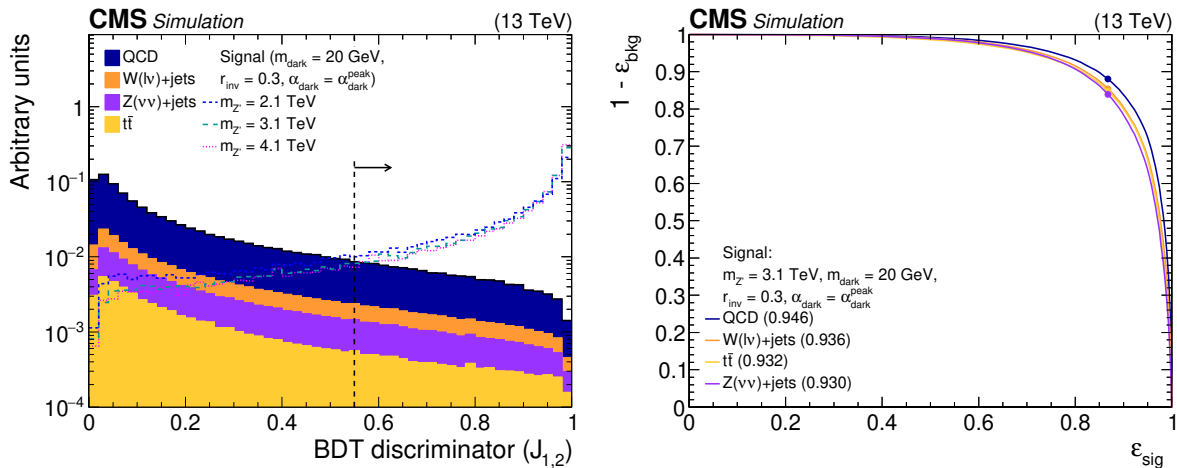 CMS Simulation (13 TeV)
Arbitrary units
1
10⁻¹
10⁻²
10⁻³
10⁻⁴
QCD
W(lν)+jets
Z(νν)+jets
tt̄
Signal (m_dark = 20 GeV,
r_inv = 0.3, α_dark = α_dark^peak)
m_Z' = 2.1 TeV
m_Z' = 3.1 TeV
m_Z' = 4.1 TeV
0 0.2 0.4 0.6 0.8 1
BDT discriminator (J_1,2)
CMS Simulation (13 TeV)
1 - ε_bkg
1
0.9
0.8
0.7
0.6
0.5
0.4
0.3
0.2
0.1
0
Signal:
m_Z' = 3.1 TeV, m_dark = 20 GeV,
r_inv = 0.3, α_dark = α_dark^peak
QCD (0.946)
W(lν)+jets (0.936)
tt̄ (0.932)
Z(νν)+jets (0.930)
0 0.2 0.4 0.6 0.8 1
ε_sig